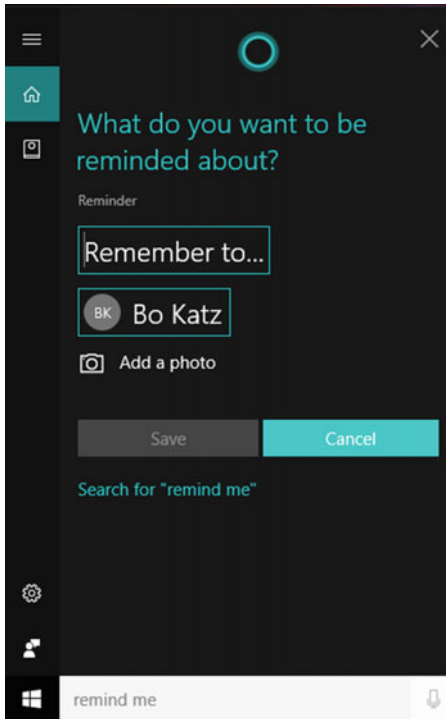 What do you want to be
reminded about?
Reminder
Remember to...
BK Bo Katz
Add a photo
Save Cancel
Search for "remind me"
remind me